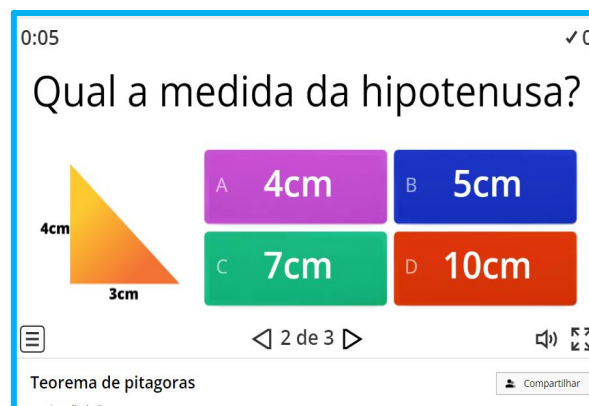 0:05
✓ 0
Qual a medida da hipotenusa?
A 4cm
B 5cm
4cm
C 7cm
D 10cm
3cm
2 de 3
Teorema de pitagoras
Compartilhar